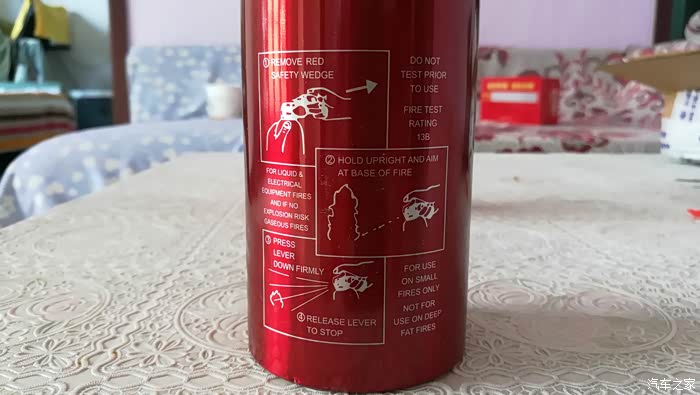 ① REMOVE RED
SAFETY WEDGE
DO NOT
TEST PRIOR
TO USE
FIRE TEST
RATING
13B
② HOLD UPRIGHT AND AIM
AT BASE OF FIRE
FOR LIQUID &
ELECTRICAL
EQUIPMENT FIRES
AND IF NO
EXPLOSION RISK
GASEOUS FIRES
③ PRESS
LEVER
DOWN FIRMLY
④ RELEASE LEVER
TO STOP
FOR USE
ON SMALL
FIRES ONLY
NOT FOR
USE ON DEEP
FAT FIRES
汽车之家